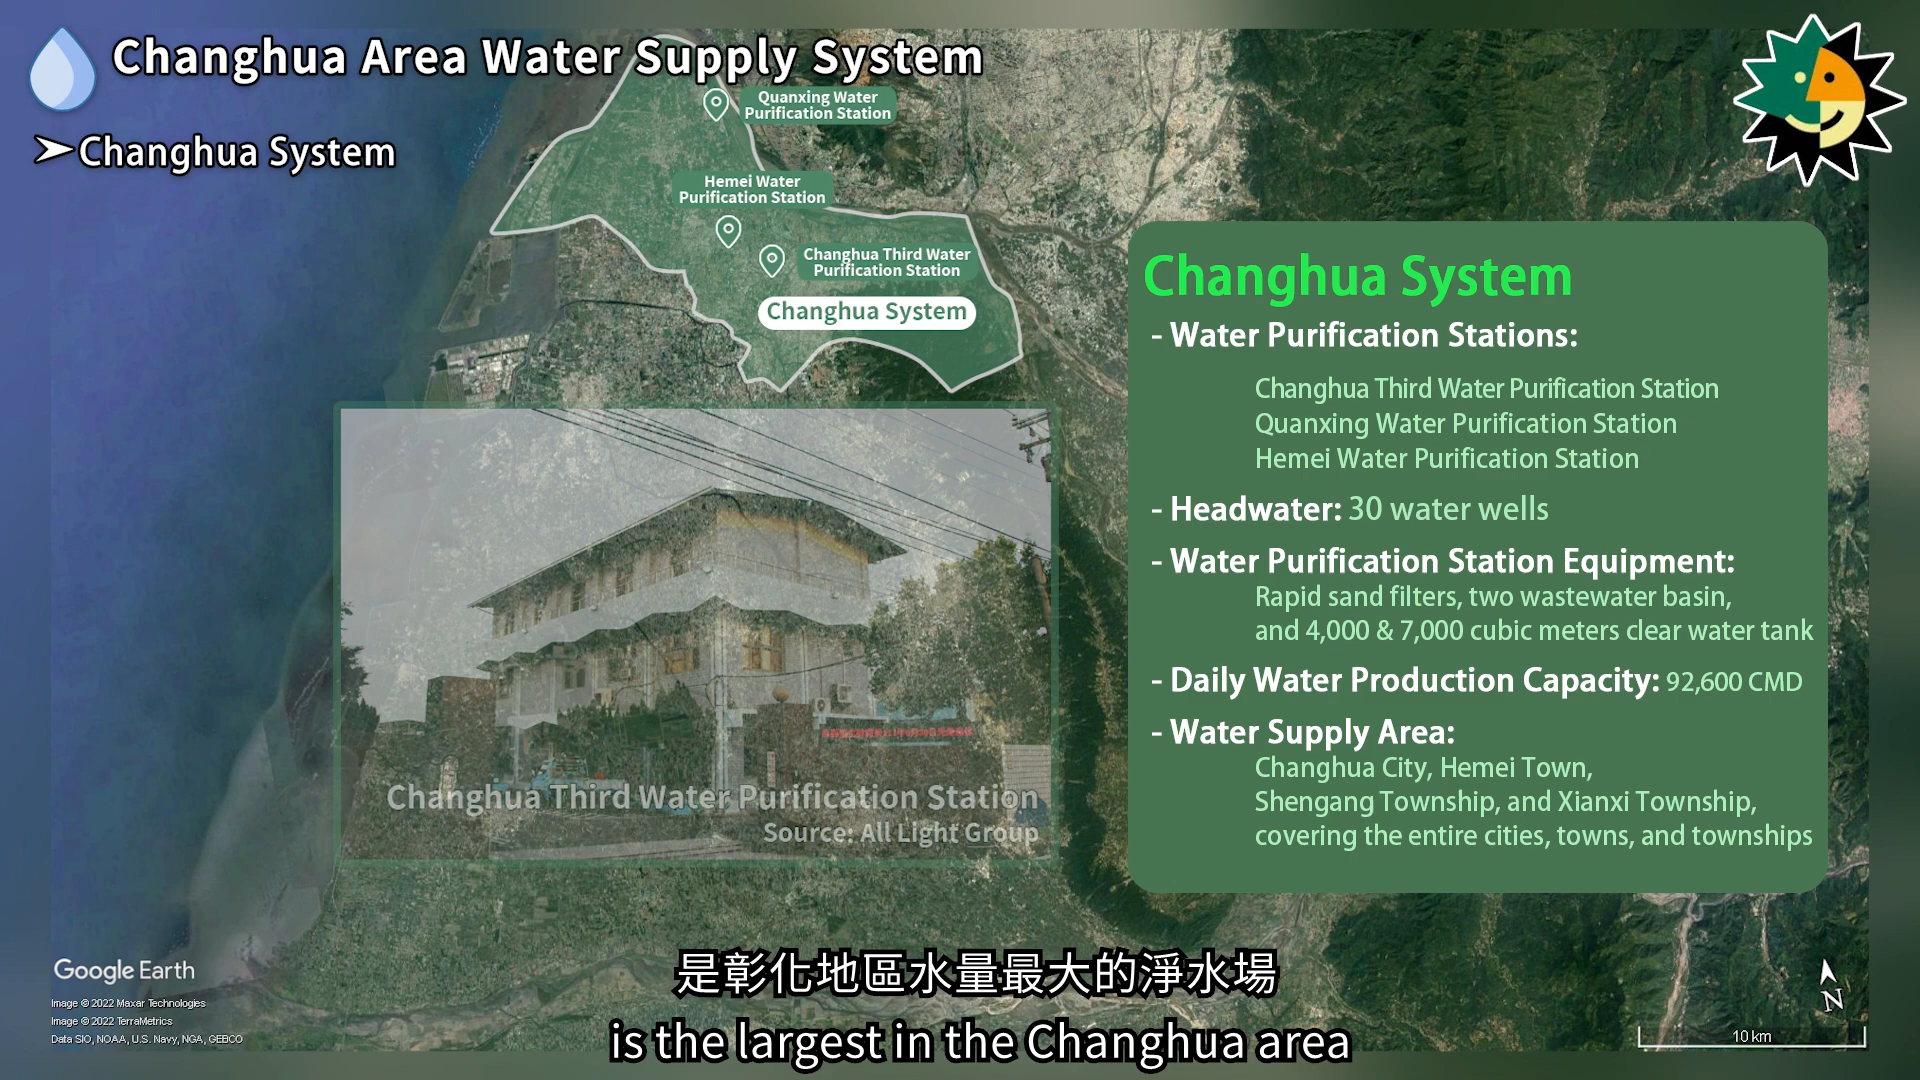 Changhua Area Water Supply System
Changhua System
Quanxing Water
Purification Station
Hemei Water
Purification Station
Changhua Third Water
Purification Station
Changhua System
Changhua Third Water Purification Station
Source: All Light Group
Changhua System
- Water Purification Stations:
Changhua Third Water Purification Station
Quanxing Water Purification Station
Hemei Water Purification Station
- Headwater: 30 water wells
- Water Purification Station Equipment:
Rapid sand filters, two wastewater basin,
and 4,000 & 7,000 cubic meters clear water tank
- Daily Water Production Capacity: 92,600 CMD
- Water Supply Area:
Changhua City, Hemei Town,
Shengang Township, and Xianxi Township,
covering the entire cities, towns, and townships
Google Earth
Image © 2022 Maxar Technologies
Image © 2022 TerraMetrics
Data SIO, NOAA, U.S. Navy, NGA, GEBCO
N
10 km
是彰化地區水量最大的淨水場
is the largest in the Changhua area